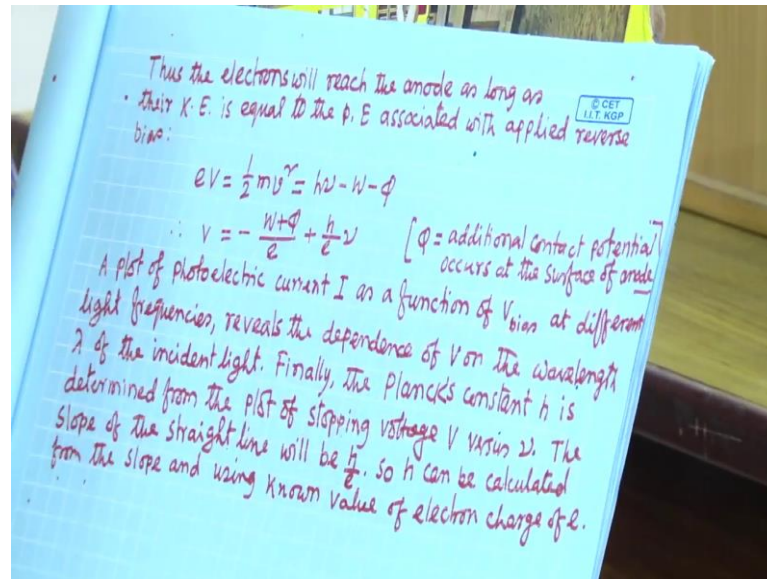 Thus the electrons will reach the anode as long as
their K.E. is equal to the p.E associated with applied reverse
bias:
© CET
I.I.T. KGP
eV = ½ mv² = hν - W - φ
∴ V = - (W+φ)/e + (h/e) ν [φ = additional contact potential
occurs at the surface of anode]
A plot of photoelectric current I as a function of V_bias at different
light frequencies, reveals the dependence of V on the wavelength
λ of the incident light. Finally, the Planck's constant h is
determined from the plot of stopping voltage V versus ν. The
slope of the straight line will be h/e. So h can be calculated
from the slope and using known value of electron charge of e.